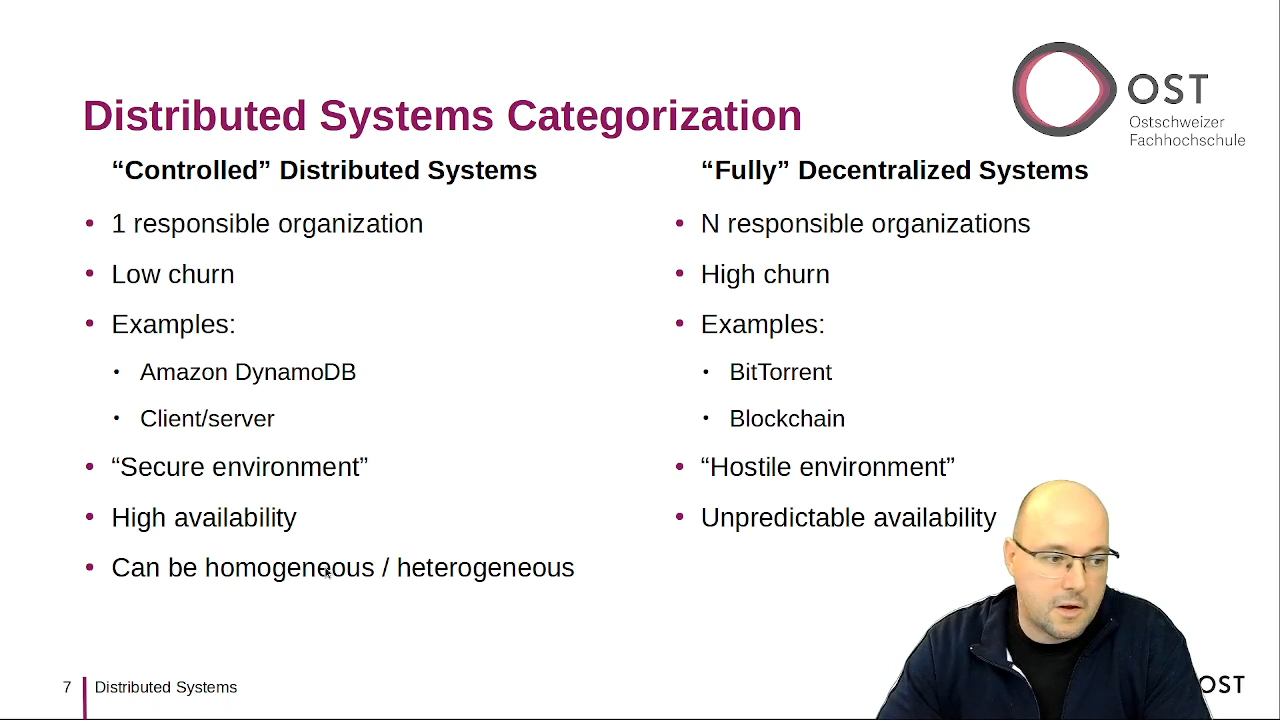 OST
Ostschweizer
Fachhochschule
Distributed Systems Categorization
“Controlled” Distributed Systems
• 1 responsible organization
• Low churn
• Examples:
• Amazon DynamoDB
• Client/server
• “Secure environment”
• High availability
• Can be homogeneous / heterogeneous
“Fully” Decentralized Systems
• N responsible organizations
• High churn
• Examples:
• BitTorrent
• Blockchain
• “Hostile environment”
• Unpredictable availability
7 Distributed Systems
OST